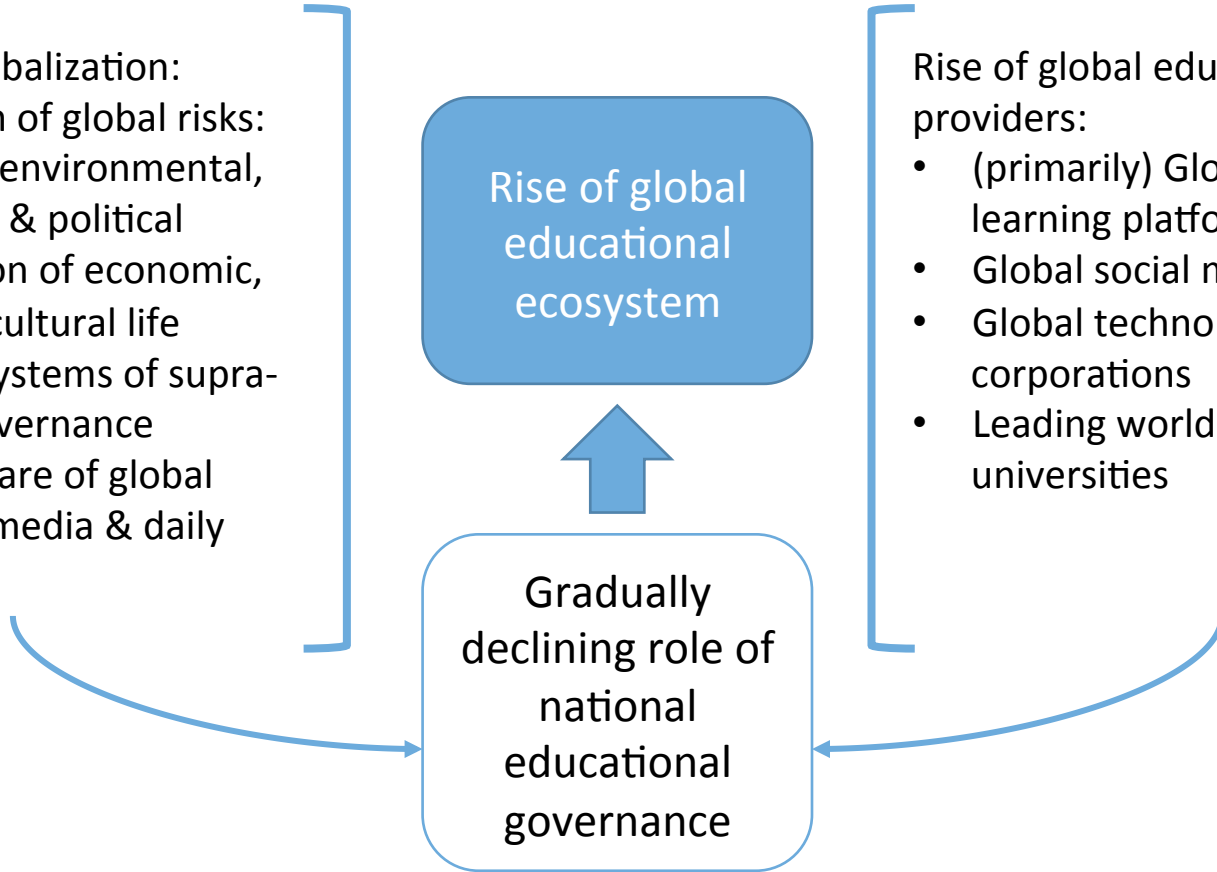 balization:
of global risks:
environmental,
& political
on of economic,
cultural life
ystems of supra-
vernance
are of global
media & daily
Rise of global
educational
ecosystem
Gradually
declining role of
national
educational
governance
Rise of global edu
providers:
• (primarily) Glo
learning platfo
• Global social n
• Global techno
corporations
• Leading world
universities